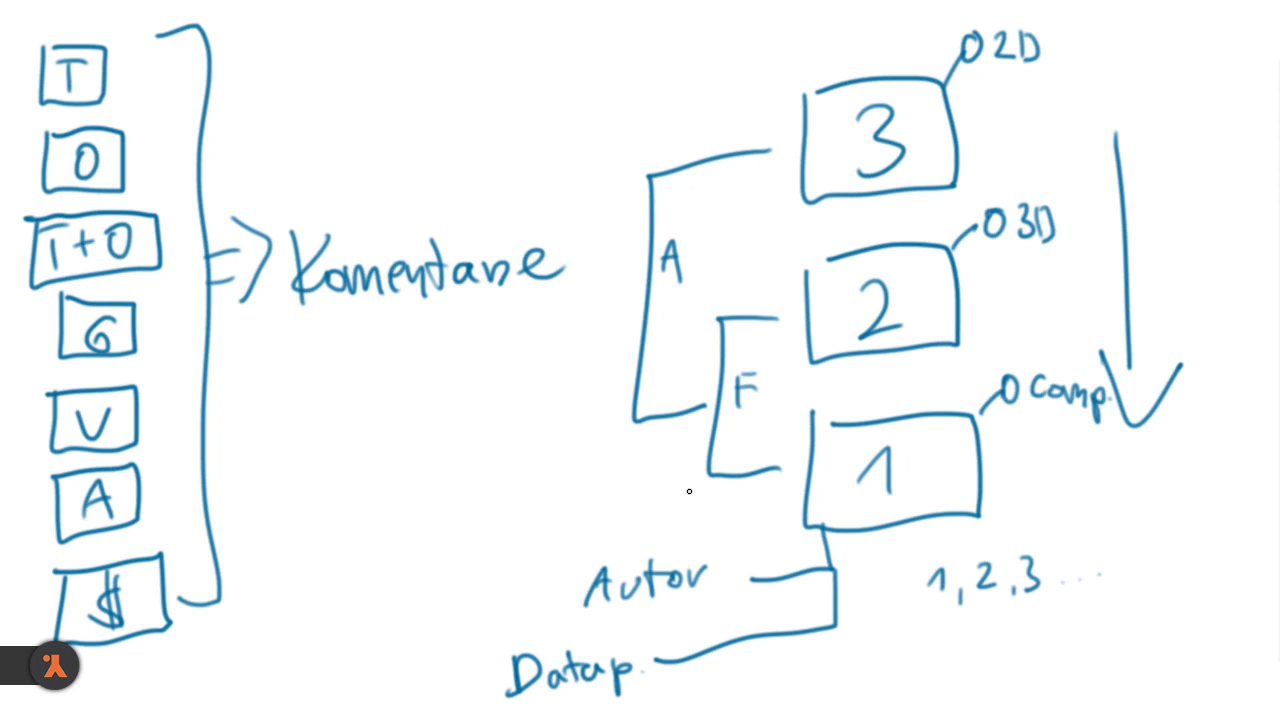 T
O
T+O
G
V
A
$
Komentare
O2D
3
A
O3D
2
F
O Comp.
1
Autor
1, 2, 3 ....
Datap.